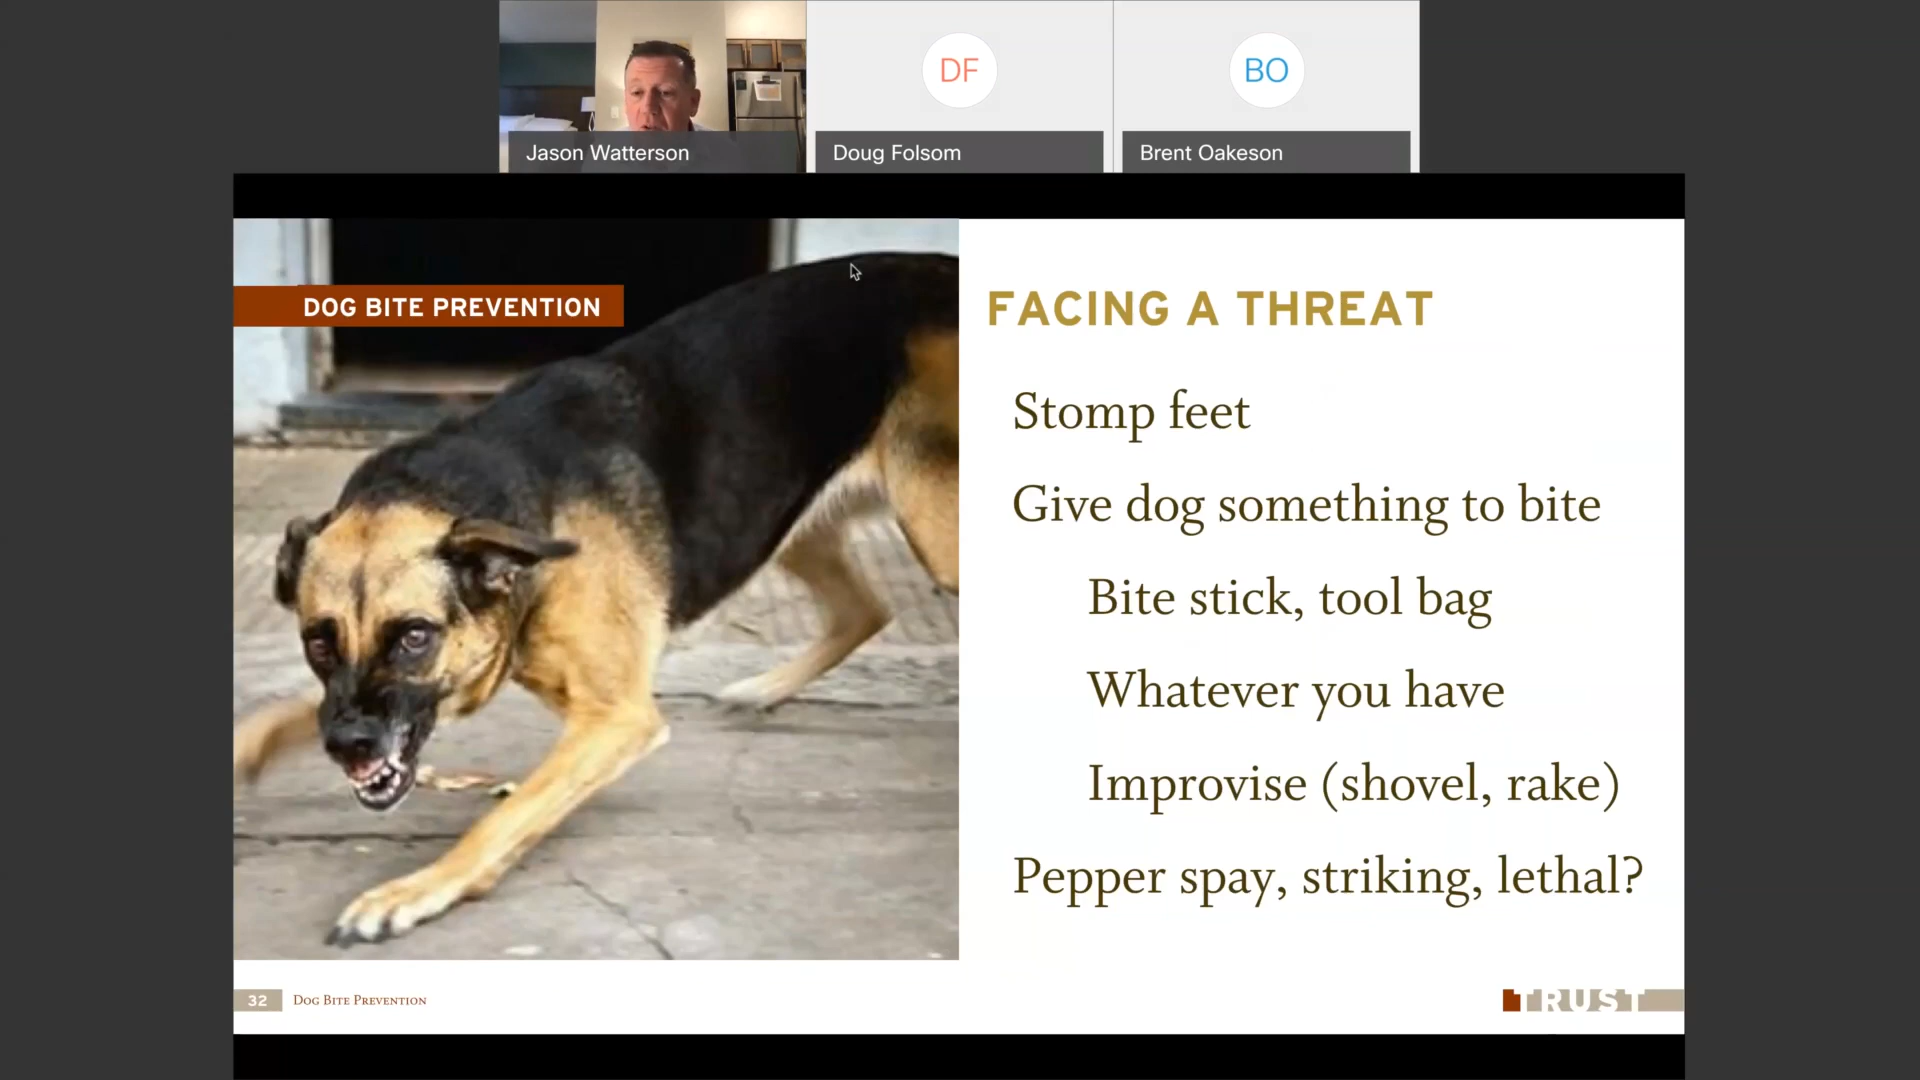 DF
BO
Jason Watterson
Doug Folsom
Brent Oakeson
DOG BITE PREVENTION
FACING A THREAT
Stomp feet
Give dog something to bite
Bite stick, tool bag
Whatever you have
Improvise (shovel, rake)
Pepper spay, striking, lethal?
32
Dog Bite Prevention
TRUST